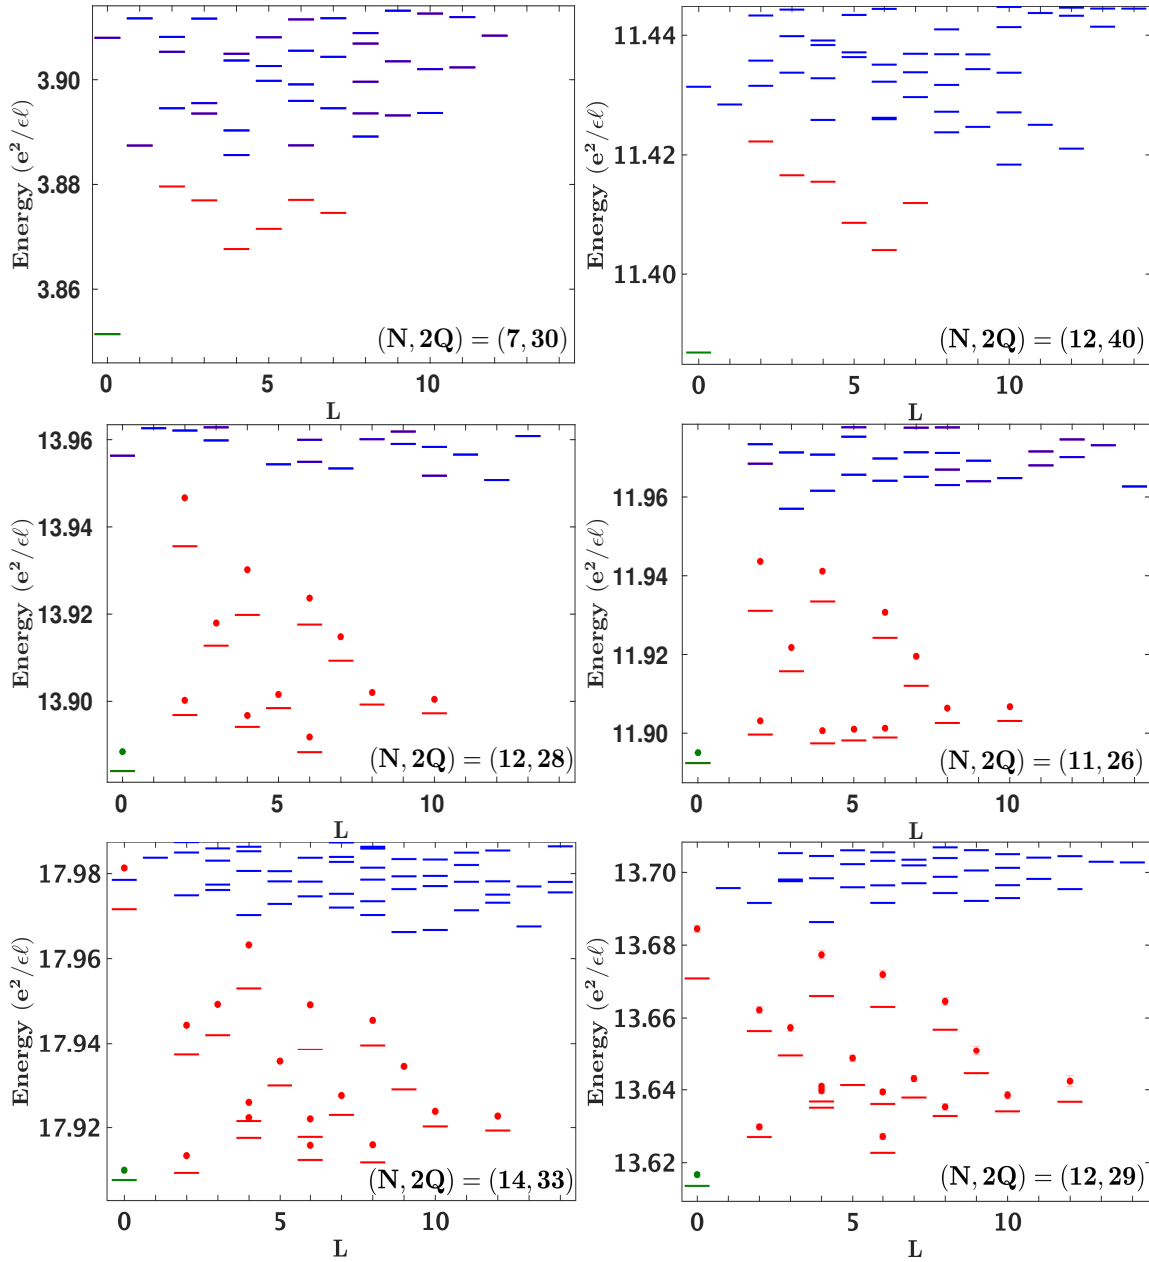 3.90
3.88
3.86
Energy (e²/ϵℓ)
(N, 2Q) = (7, 30)
0 5 10
L
11.44
11.42
11.40
Energy (e²/ϵℓ)
(N, 2Q) = (12, 40)
0 5 10
L
13.96
13.94
13.92
13.90
Energy (e²/ϵℓ)
(N, 2Q) = (12, 28)
0 5 10
L
11.96
11.94
11.92
11.90
Energy (e²/ϵℓ)
(N, 2Q) = (11, 26)
0 5 10
L
17.98
17.96
17.94
17.92
Energy (e²/ϵℓ)
(N, 2Q) = (14, 33)
0 5 10
L
13.70
13.68
13.66
13.64
13.62
Energy (e²/ϵℓ)
(N, 2Q) = (12, 29)
0 5 10
L